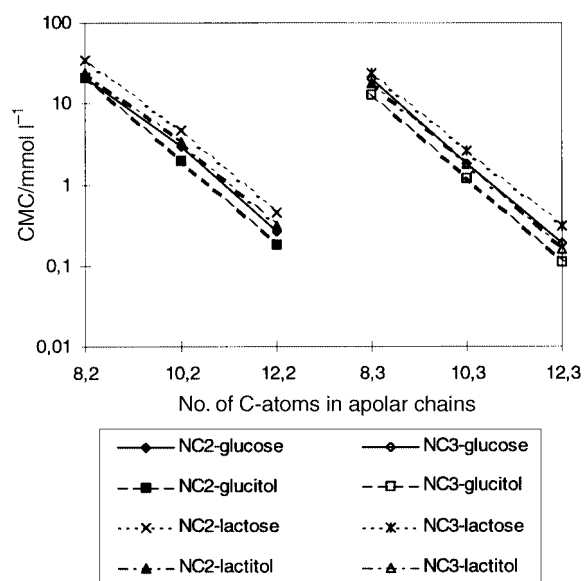 100
10
1
0,1
0,01
CMC/mmol l⁻¹
8,2 10,2 12,2 8,3 10,3 12,3
No. of C-atoms in apolar chains
NC2-glucose NC3-glucose
NC2-glucitol NC3-glucitol
NC2-lactose NC3-lactose
NC2-lactitol NC3-lactitol